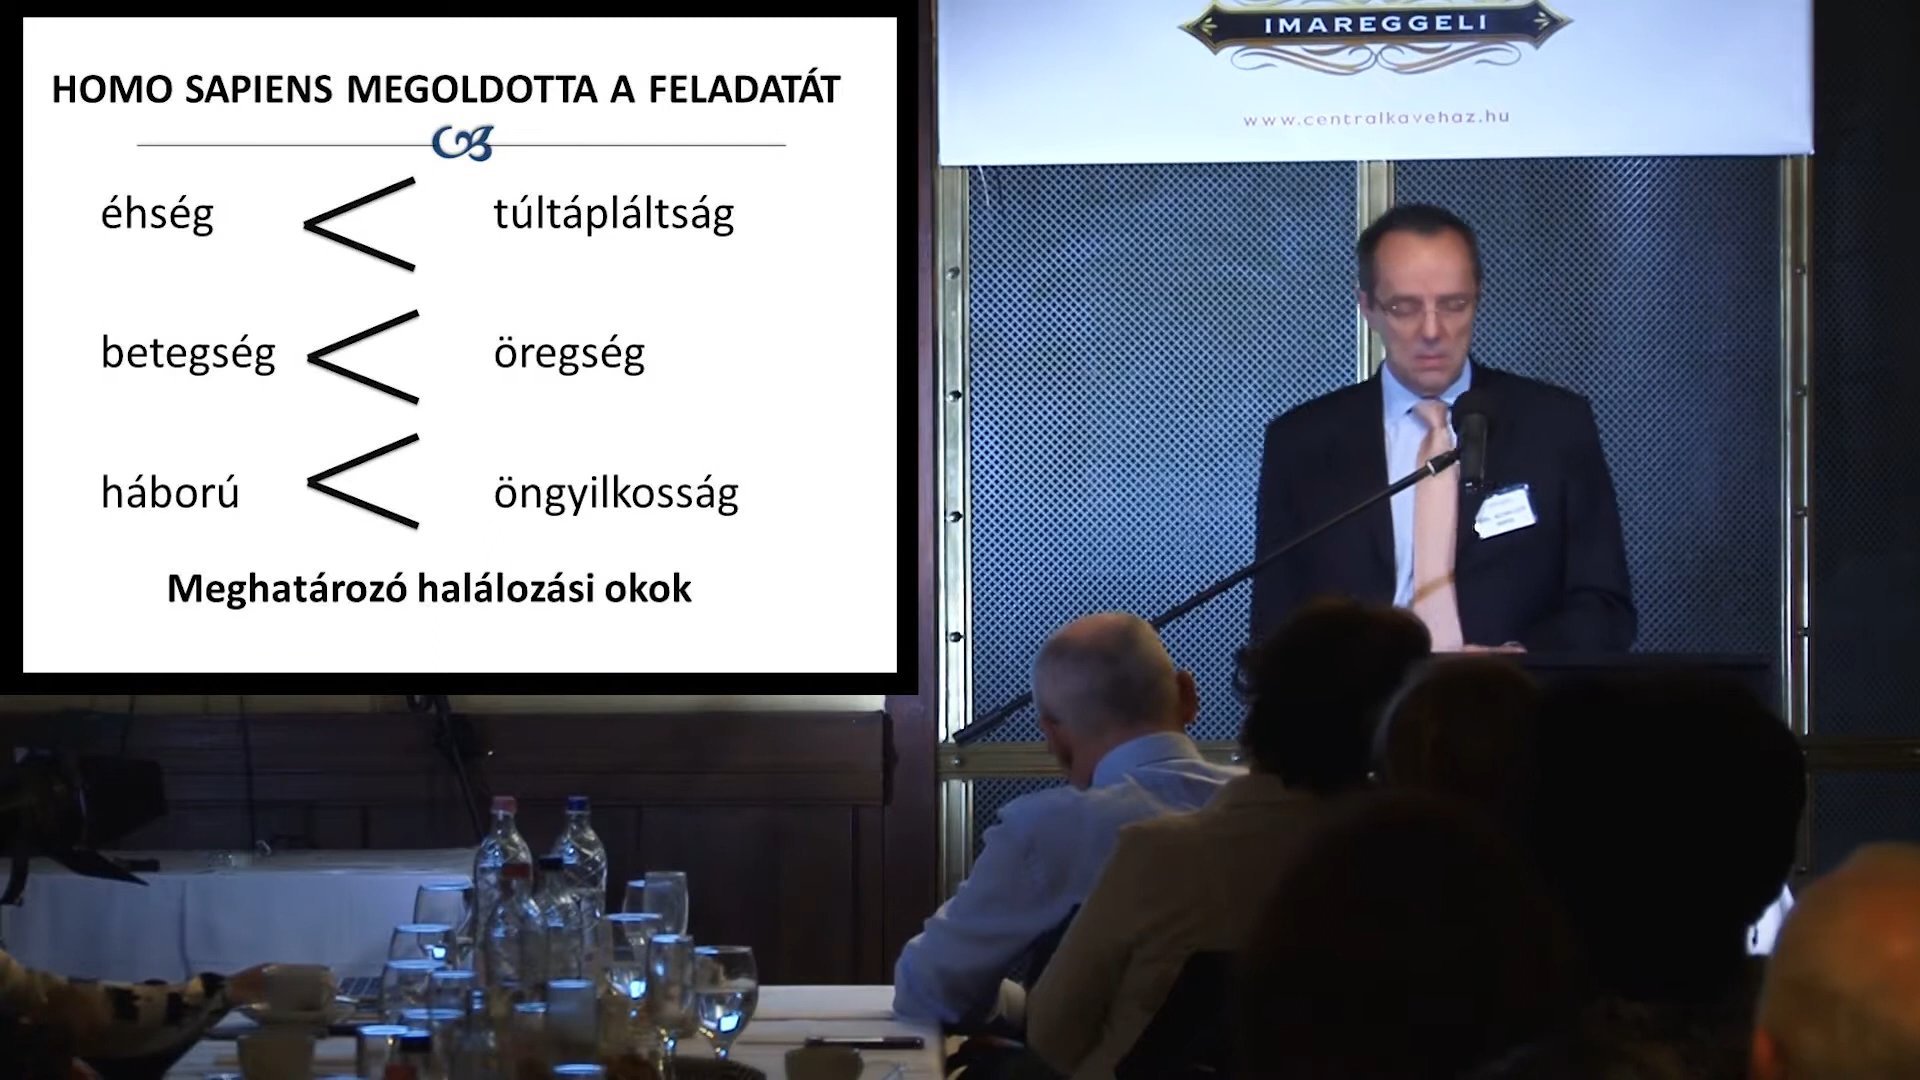 HOMO SAPIENS MEGOLDOTTA A FELADATÁT
éhség < túltápláltság
betegség < öregség
háború < öngyilkosság
Meghatározó halálozási okok
IMAREGGELI
www.centralkavehaz.hu